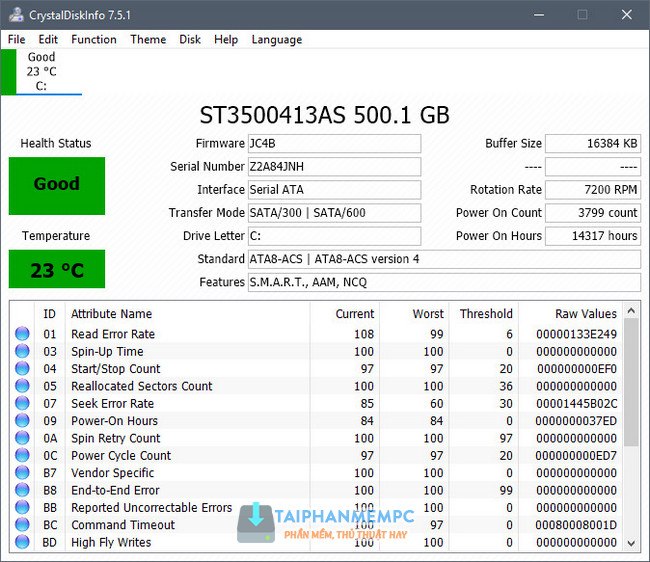 CrystalDiskInfo 7.5.1
File Edit Function Theme Disk Help Language
Good
23 °C
C:
ST3500413AS 500.1 GB
Health Status
Good
Temperature
23 °C
Firmware JC4B Buffer Size 16384 KB
Serial Number Z2A84JNH ---- ----
Interface Serial ATA Rotation Rate 7200 RPM
Transfer Mode SATA/300 | SATA/600 Power On Count 3799 count
Drive Letter C: Power On Hours 14317 hours
Standard ATA8-ACS | ATA8-ACS version 4
Features S.M.A.R.T., AAM, NCQ
ID Attribute Name Current Worst Threshold Raw Values
01 Read Error Rate 108 99 6 00000133E249
03 Spin-Up Time 100 100 0 000000000000
04 Start/Stop Count 97 97 20 000000000EF0
05 Reallocated Sectors Count 100 100 36 000000000000
07 Seek Error Rate 85 60 30 00001445B02C
09 Power-On Hours 84 84 0 0000000037ED
0A Spin Retry Count 100 100 97 000000000000
0C Power Cycle Count 97 97 20 000000000ED7
B7 Vendor Specific 100 100 0 000000000000
B8 End-to-End Error 100 100 99 000000000000
BB Reported Uncorrectable Errors 100 100 0 000000000000
BC Command Timeout 100 97 0 00080008001D
BD High Fly Writes 100 100 0 000000000000
TAIPHANMEMPC
PHẦN MỀM, THỦ THUẬT HAY